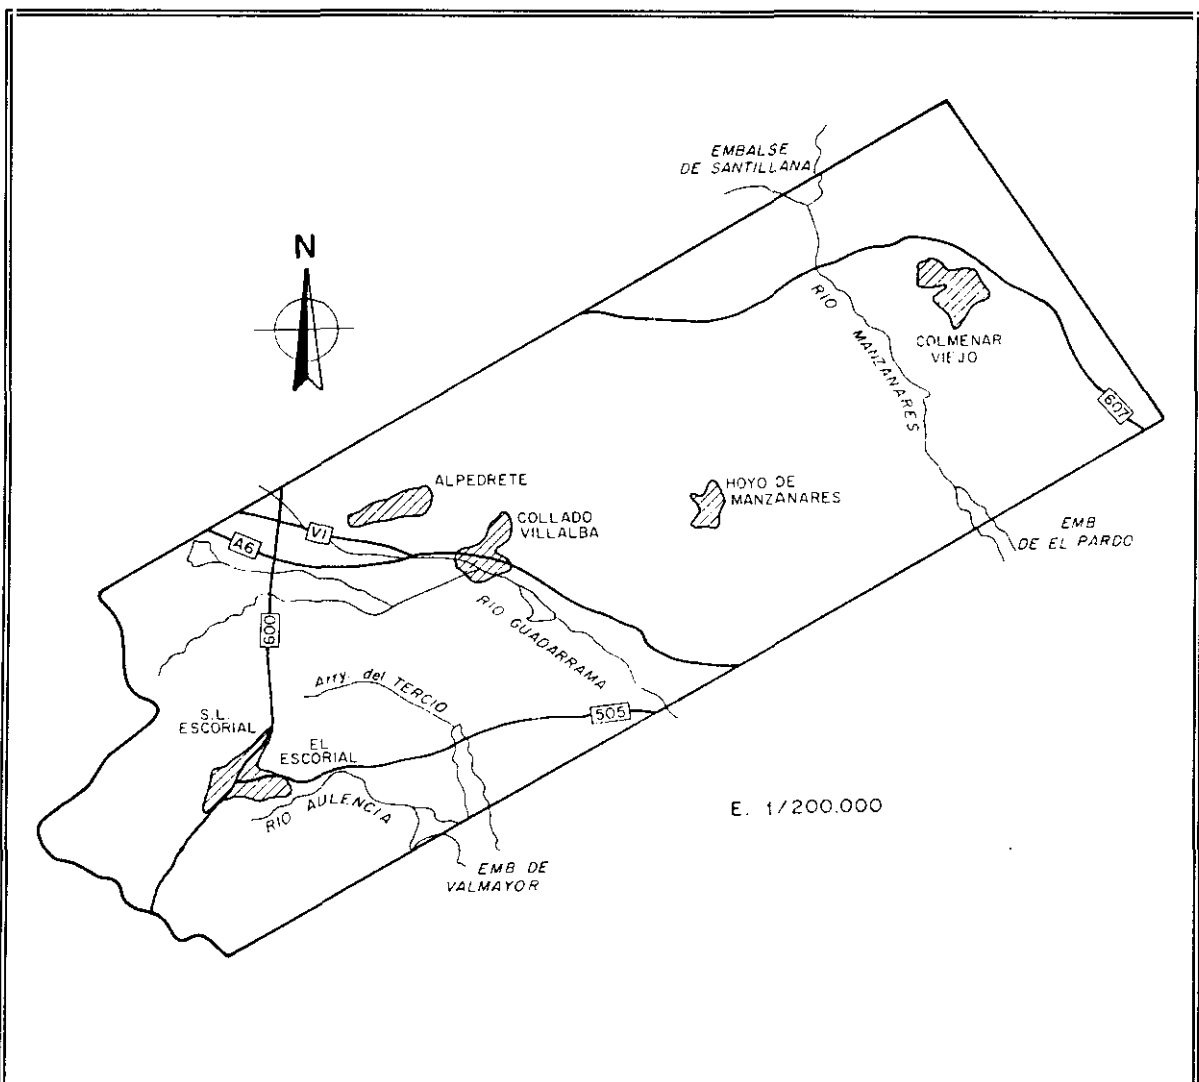 EMBALSE
DE SANTILLANA
N
RIO MANZANARES
COLMENAR
VIEJO
607
ALPEDRETE
HOYO DE
MANZANARES
COLLADO
VILLALBA
VI
A6
EMB
DE EL PARDO
600
RIO GUADARRAMA
Arry. del TERCIO
505
S.L.
ESCORIAL
EL
ESCORIAL
RIO AULENCIA
E. 1/200.000
EMB DE
VALMAYOR